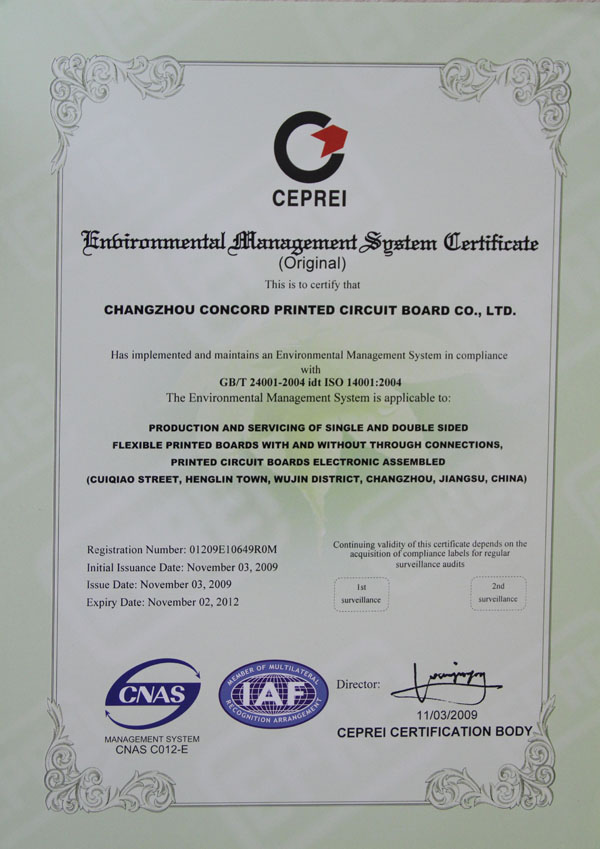 CEPREI
Environmental Management System Certificate
(Original)
This is to certify that
CHANGZHOU CONCORD PRINTED CIRCUIT BOARD CO., LTD.
Has implemented and maintains an Environmental Management System in compliance
with
GB/T 24001-2004 idt ISO 14001:2004
The Environmental Management System is applicable to:
PRODUCTION AND SERVICING OF SINGLE AND DOUBLE SIDED
FLEXIBLE PRINTED BOARDS WITH AND WITHOUT THROUGH CONNECTIONS,
PRINTED CIRCUIT BOARDS ELECTRONIC ASSEMBLED
(CUIQIAO STREET, HENGLIN TOWN, WUJIN DISTRICT, CHANGZHOU, JIANGSU, CHINA)
Registration Number: 01209E10649R0M
Initial Issuance Date: November 03, 2009
Issue Date: November 03, 2009
Expiry Date: November 02, 2012
Continuing validity of this certificate depends on the
acquisition of compliance labels for regular
surveillance audits
1st
surveillance
2nd
surveillance
CNAS
MANAGEMENT SYSTEM
CNAS C012-E
MEMBER OF MULTILATERAL
IAF
RECOGNITION ARRANGEMENT
Director:
11/03/2009
CEPREI CERTIFICATION BODY